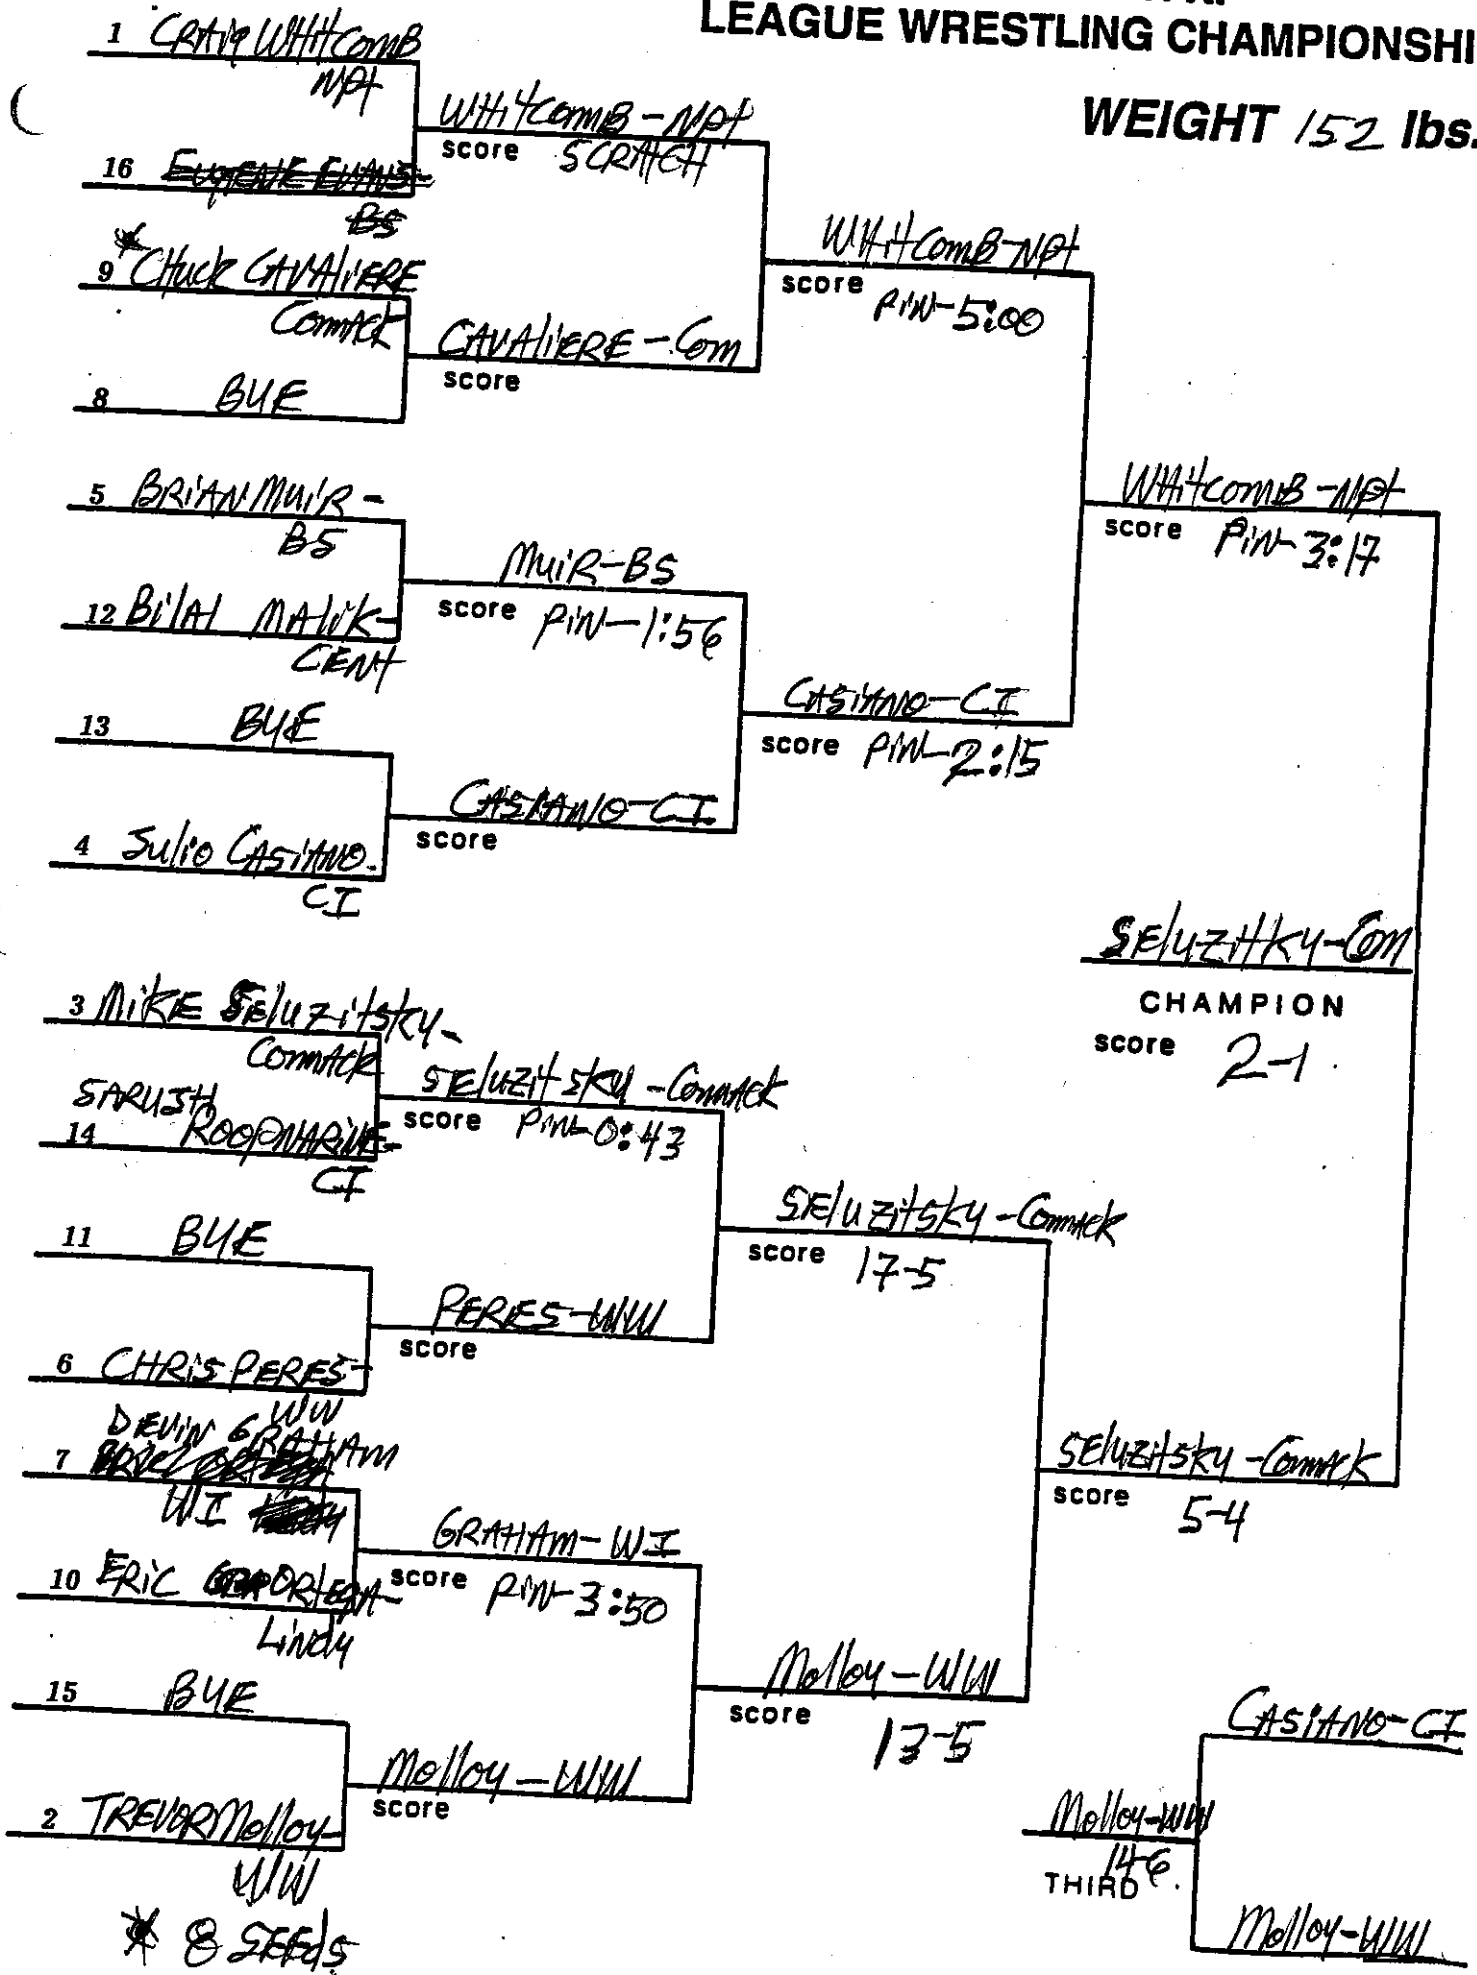 LEAGUE WRESTLING CHAMPIONSHI
WEIGHT 152 lbs.
1 CRAIG WHITCOMB
NPT
WHITCOMB - NPT
score SCRATCH
16 EUGENE EVANS-
BS
WHITCOMB-NPT
score PIN-5:00
* 9 CHUCK CAVALIERE
COMMACK
CAVALIERE - COM
score
8 BYE
WHITCOMB-NPT
score PIN-3:17
5 BRIAN MUIR -
BS
MUIR-BS
score PIN-1:56
12 BILAL MALIK-
CENT
CASIANO-CI
score PIN-2:15
13 BYE
CASIANO-CI
score
4 JULIO CASIANO-
CI
SELUZITKY-COM
CHAMPION
score 2-1
3 MIKE SELUZITSKY-
COMMACK
SELUZITSKY-COMMACK
score PIN-0:43
SARUJH
14 ROOPNARINE-
CI
SELUZITSKY-COMMACK
score 17-5
11 BYE
PERES-WW
score
6 CHRIS PERES-
WW
SELUZITSKY-COMMACK
score 5-4
DEVIN GRAHAM
7
WI
GRAHAM-WI
score PIN-3:50
10 ERIC ORTEGA-
LINDY
MOLLOY-WW
score 13-5
15 BYE
MOLLOY-WW
score
2 TREVOR MOLLOY-
WW
CASIANO-CI
MOLLOY-WW
14-6
THIRD
MOLLOY-WW
* 8 SEEDS